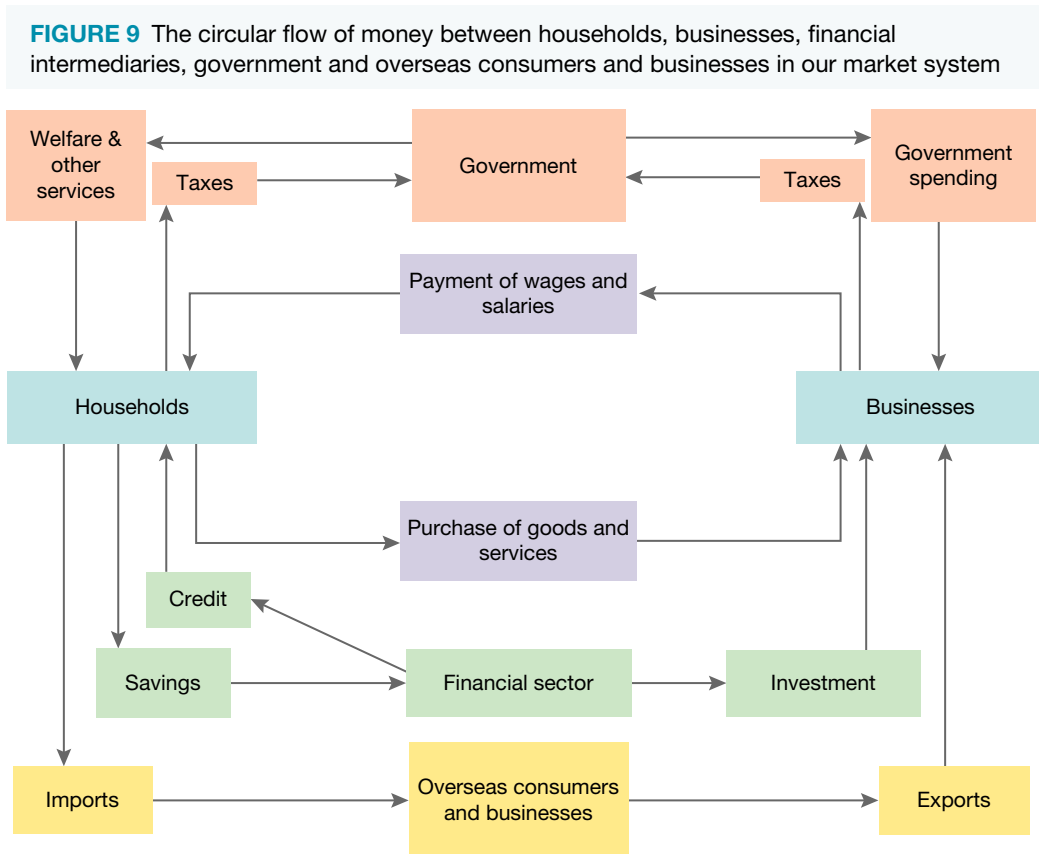 FIGURE 9 The circular flow of money between households, businesses, financial
intermediaries, government and overseas consumers and businesses in our market system
Welfare &
other
services
Taxes
Government
Taxes
Government
spending
Payment of wages and
salaries
Households
Businesses
Purchase of goods and
services
Credit
Savings
Financial sector
Investment
Imports
Overseas consumers
and businesses
Exports